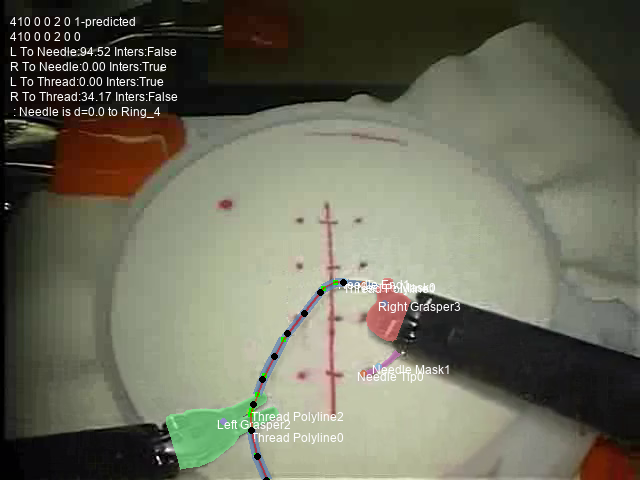 410 0 0 2 0 1-predicted
410 0 0 2 0 0
L To Needle:94.52 Inters:False
R To Needle:0.00 Inters:True
L To Thread:0.00 Inters:True
R To Thread:34.17 Inters:False
: Needle is d=0.0 to Ring_4
Thread Polyline0
Right Grasper3
Needle Mask1
Needle Tip0
Thread Polyline2
Left Grasper2
Thread Polyline0